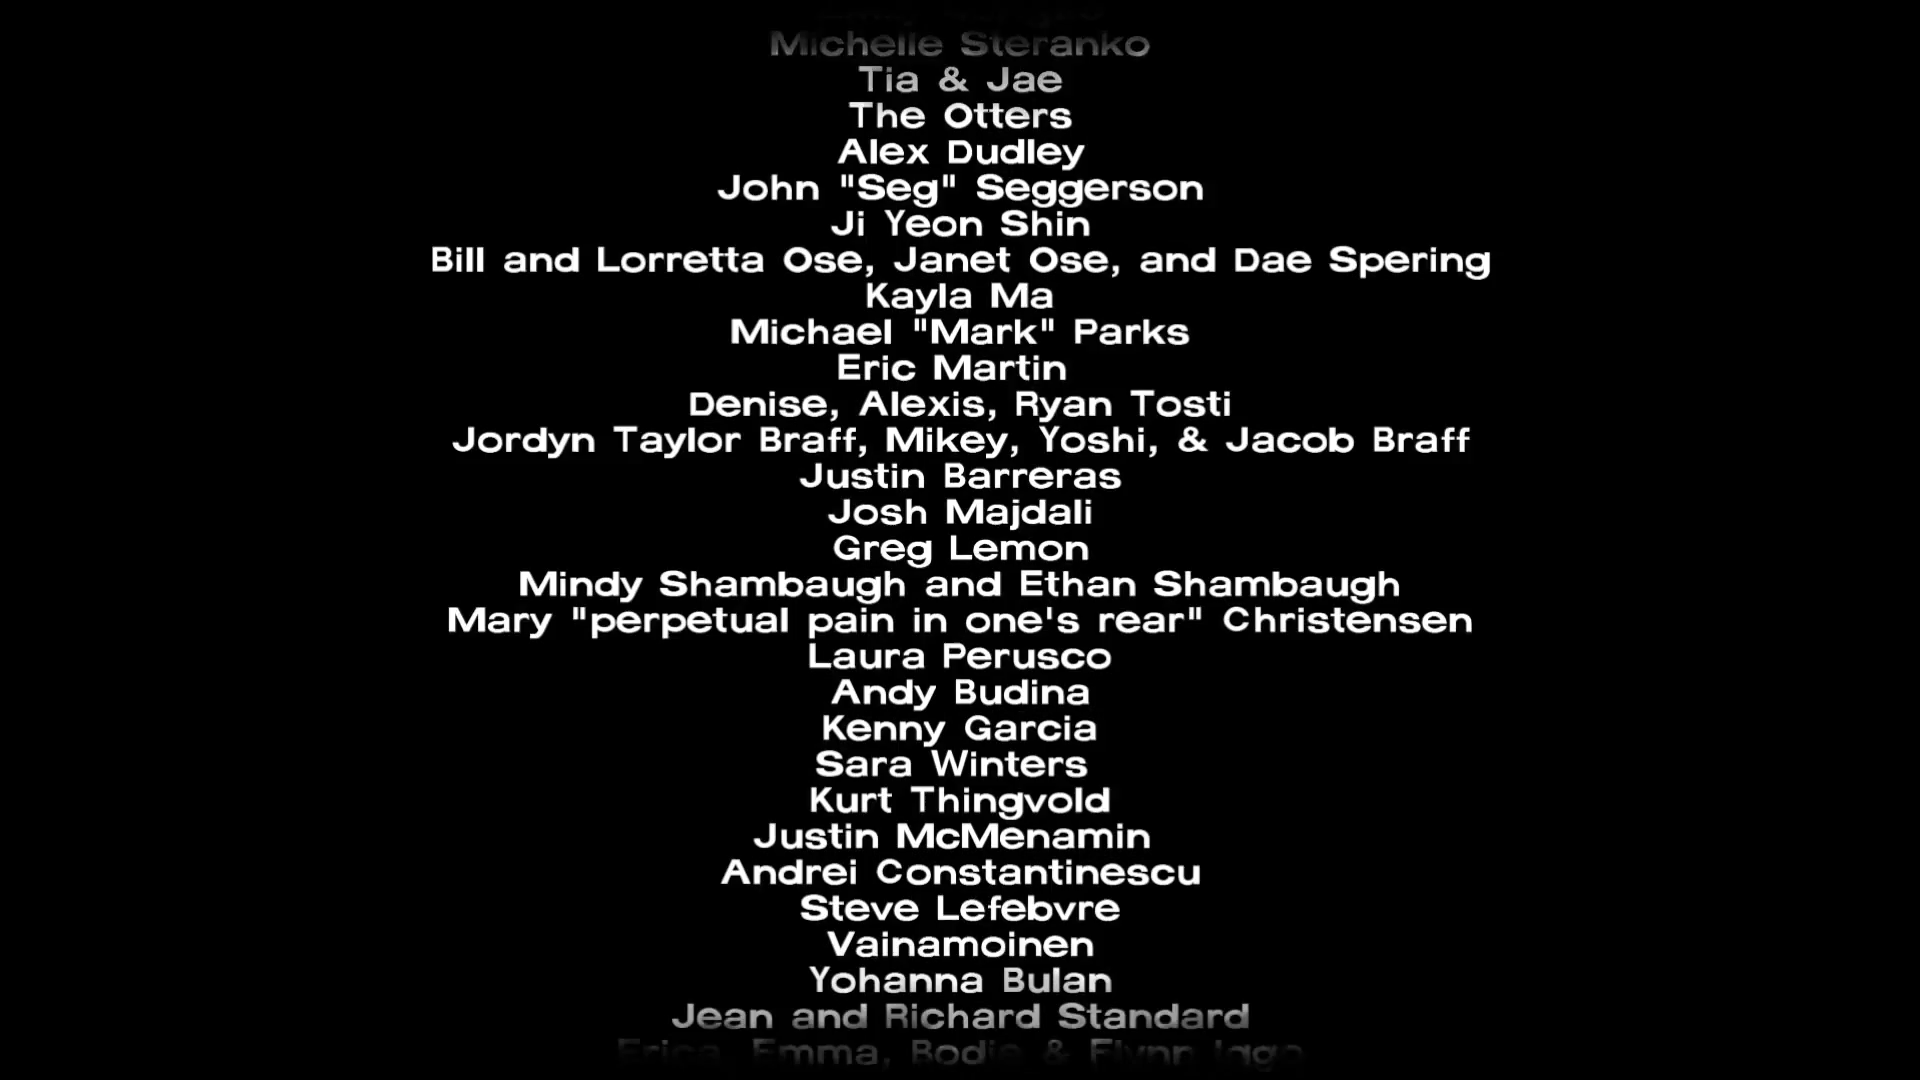 Michelle Steranko
Tia & Jae
The Otters
Alex Dudley
John "Seg" Seggerson
Ji Yeon Shin
Bill and Lorretta Ose, Janet Ose, and Dae Spering
Kayla Ma
Michael "Mark" Parks
Eric Martin
Denise, Alexis, Ryan Tosti
Jordyn Taylor Braff, Mikey, Yoshi, & Jacob Braff
Justin Barreras
Josh Majdali
Greg Lemon
Mindy Shambaugh and Ethan Shambaugh
Mary "perpetual pain in one's rear" Christensen
Laura Perusco
Andy Budina
Kenny Garcia
Sara Winters
Kurt Thingvold
Justin McMenamin
Andrei Constantinescu
Steve Lefebvre
Vainamoinen
Yohanna Bulan
Jean and Richard Standard
Erica, Emma, Bodie & Flynn